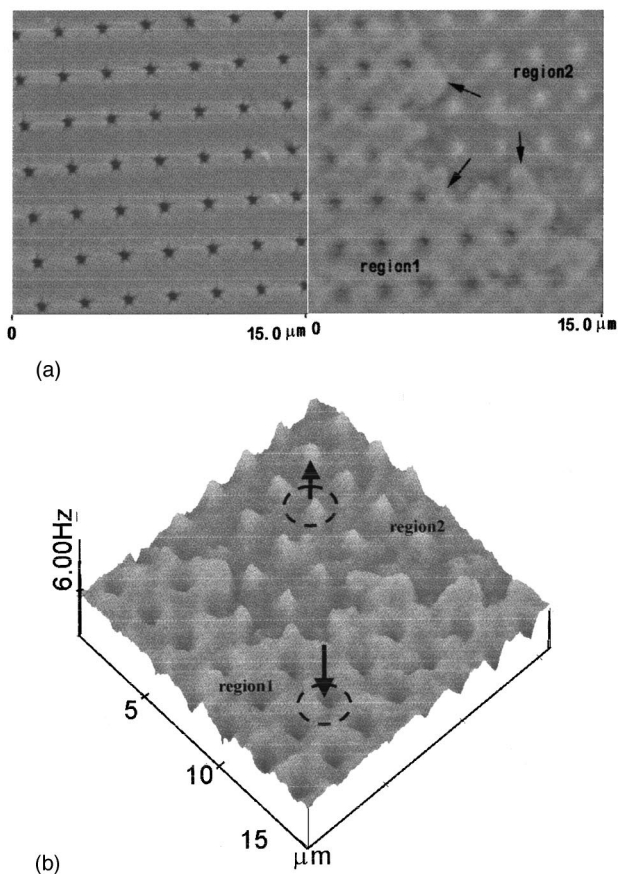 region2
region1
0
15.0 μm
0
15.0 μm
(a)
6.00Hz
region2
region1
5
10
15
μm
(b)